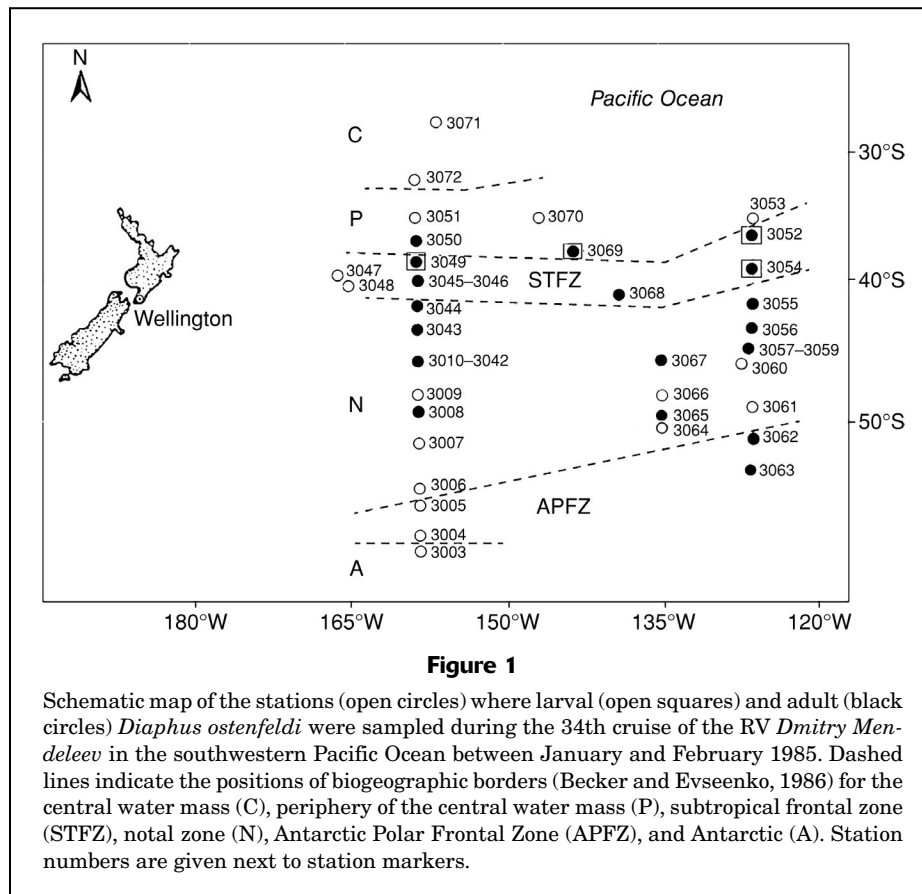 N
Pacific Ocean
C
3071
30°S
3072
3053
P
3051
3070
3052
3050
3069
3047
3049
3054
3048
3045–3046
STFZ
3068
40°S
Wellington
3044
3055
3043
3056
3010–3042
3067
3057–3059
3060
N
3009
3066
3061
3008
3065
3064
50°S
3007
3062
3063
3006
3005
APFZ
3004
3003
A
180°W 165°W 150°W 135°W 120°W
Figure 1
Schematic map of the stations (open circles) where larval (open squares) and adult (black
circles) Diaphus ostenfeldi were sampled during the 34th cruise of the RV Dmitry Men-
deleev in the southwestern Pacific Ocean between January and February 1985. Dashed
lines indicate the positions of biogeographic borders (Becker and Evseenko, 1986) for the
central water mass (C), periphery of the central water mass (P), subtropical frontal zone
(STFZ), notal zone (N), Antarctic Polar Frontal Zone (APFZ), and Antarctic (A). Station
numbers are given next to station markers.